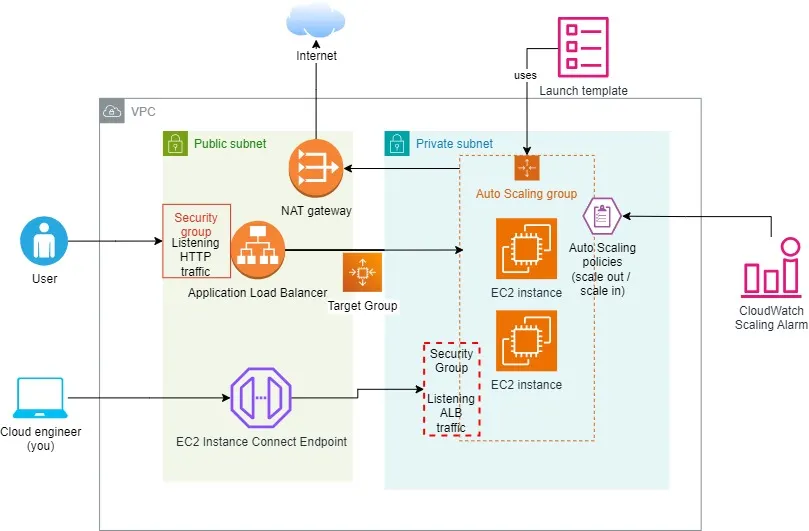 Internet
uses
Launch template
VPC
Public subnet
Private subnet
NAT gateway
Auto Scaling group
Security
group
Listening
HTTP
traffic
User
Application Load Balancer
Target Group
EC2 instance
Auto Scaling
policies
(scale out /
scale in)
CloudWatch
Scaling Alarm
EC2 instance
Security
Group
Listening
ALB
traffic
Cloud engineer
(you)
EC2 Instance Connect Endpoint